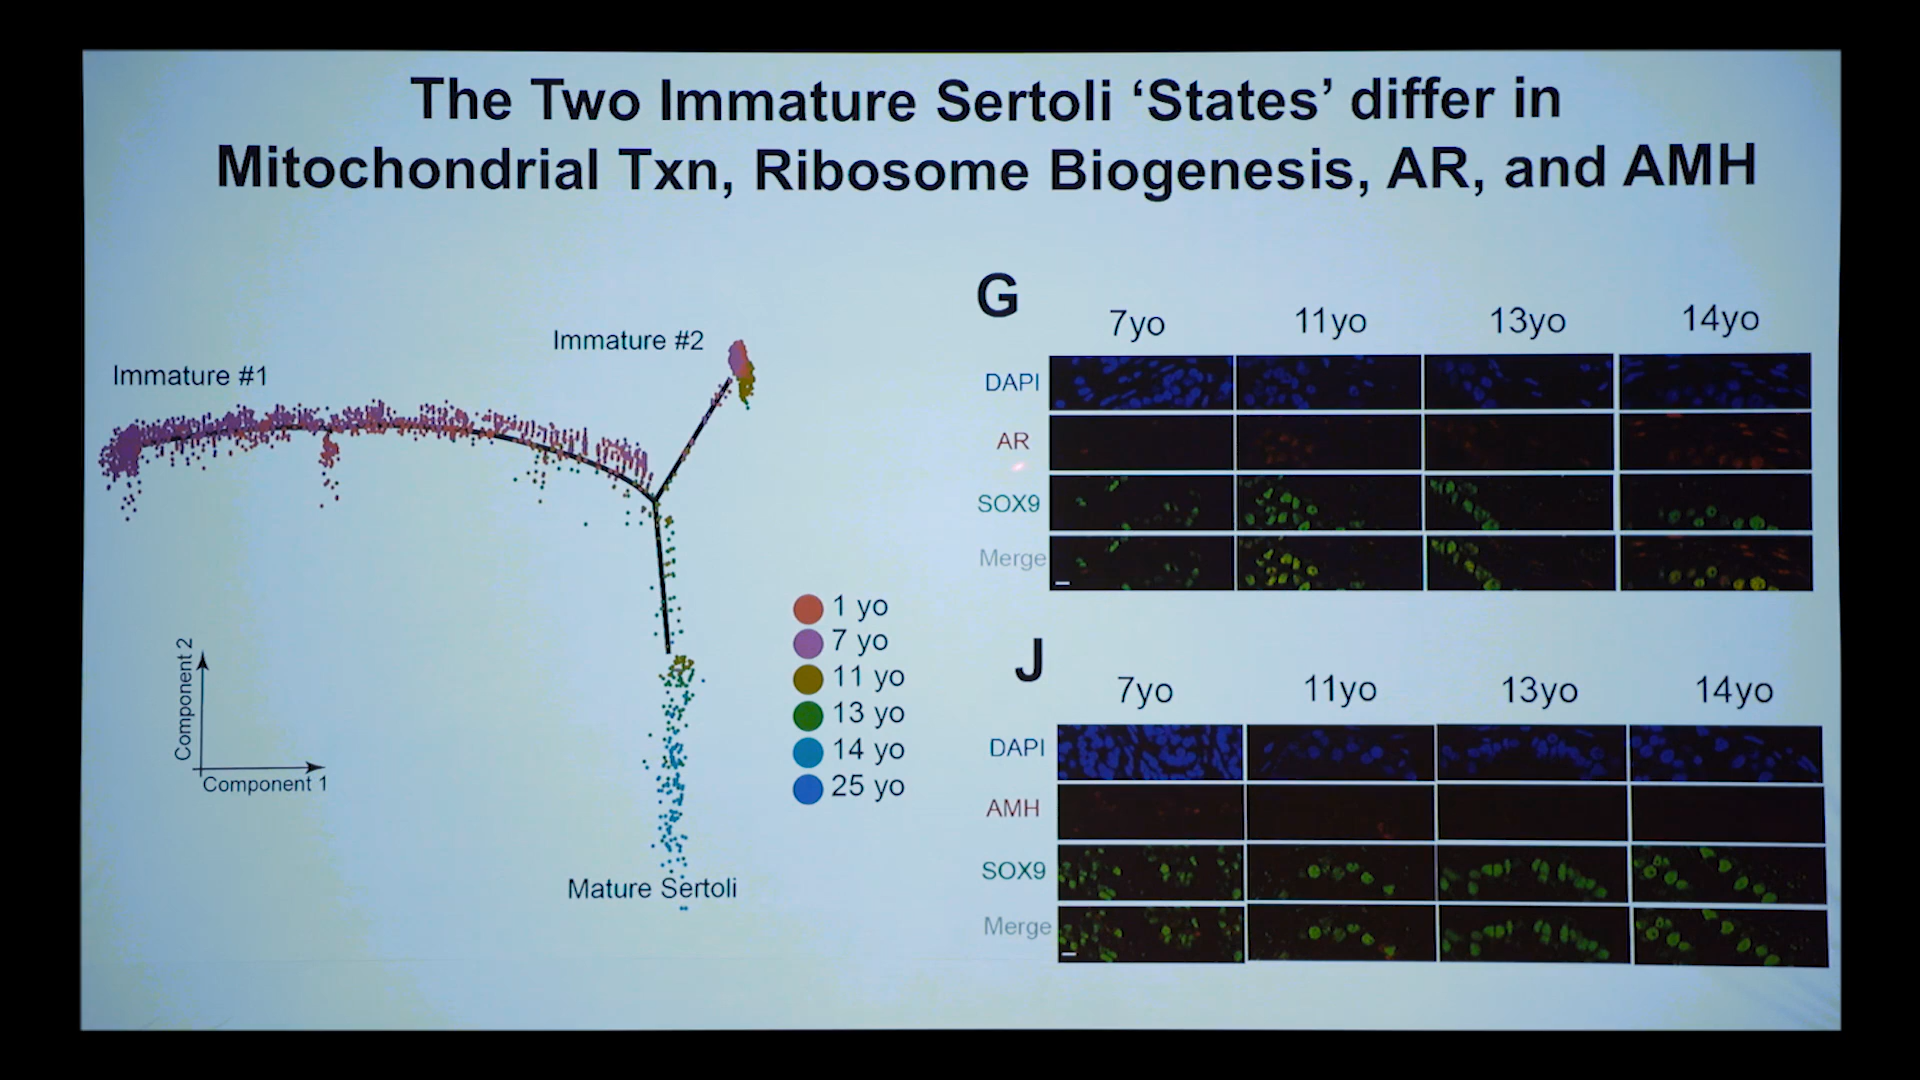 The Two Immature Sertoli ‘States’ differ in
Mitochondrial Txn, Ribosome Biogenesis, AR, and AMH
Immature #1
Immature #2
Mature Sertoli
Component 2
Component 1
1 yo
7 yo
11 yo
13 yo
14 yo
25 yo
G
7yo 11yo 13yo 14yo
DAPI
AR
SOX9
Merge
J
7yo 11yo 13yo 14yo
DAPI
AMH
SOX9
Merge